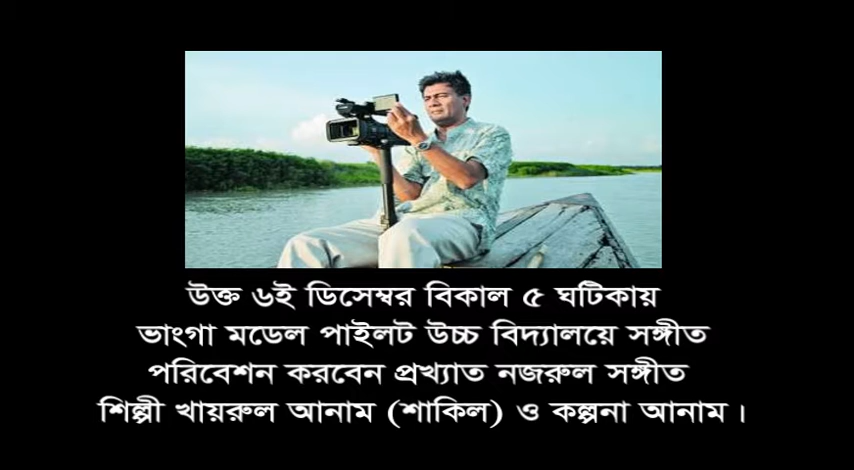 উক্ত ৬ই ডিসেম্বর বিকাল ৫ ঘটিকায়
ভাংগা মডেল পাইলট উচ্চ বিদ্যালয়ে সঙ্গীত
পরিবেশন করবেন প্রখ্যাত নজরুল সঙ্গীত
শিল্পী খায়রুল আনাম (শাকিল) ও কল্পনা আনাম।